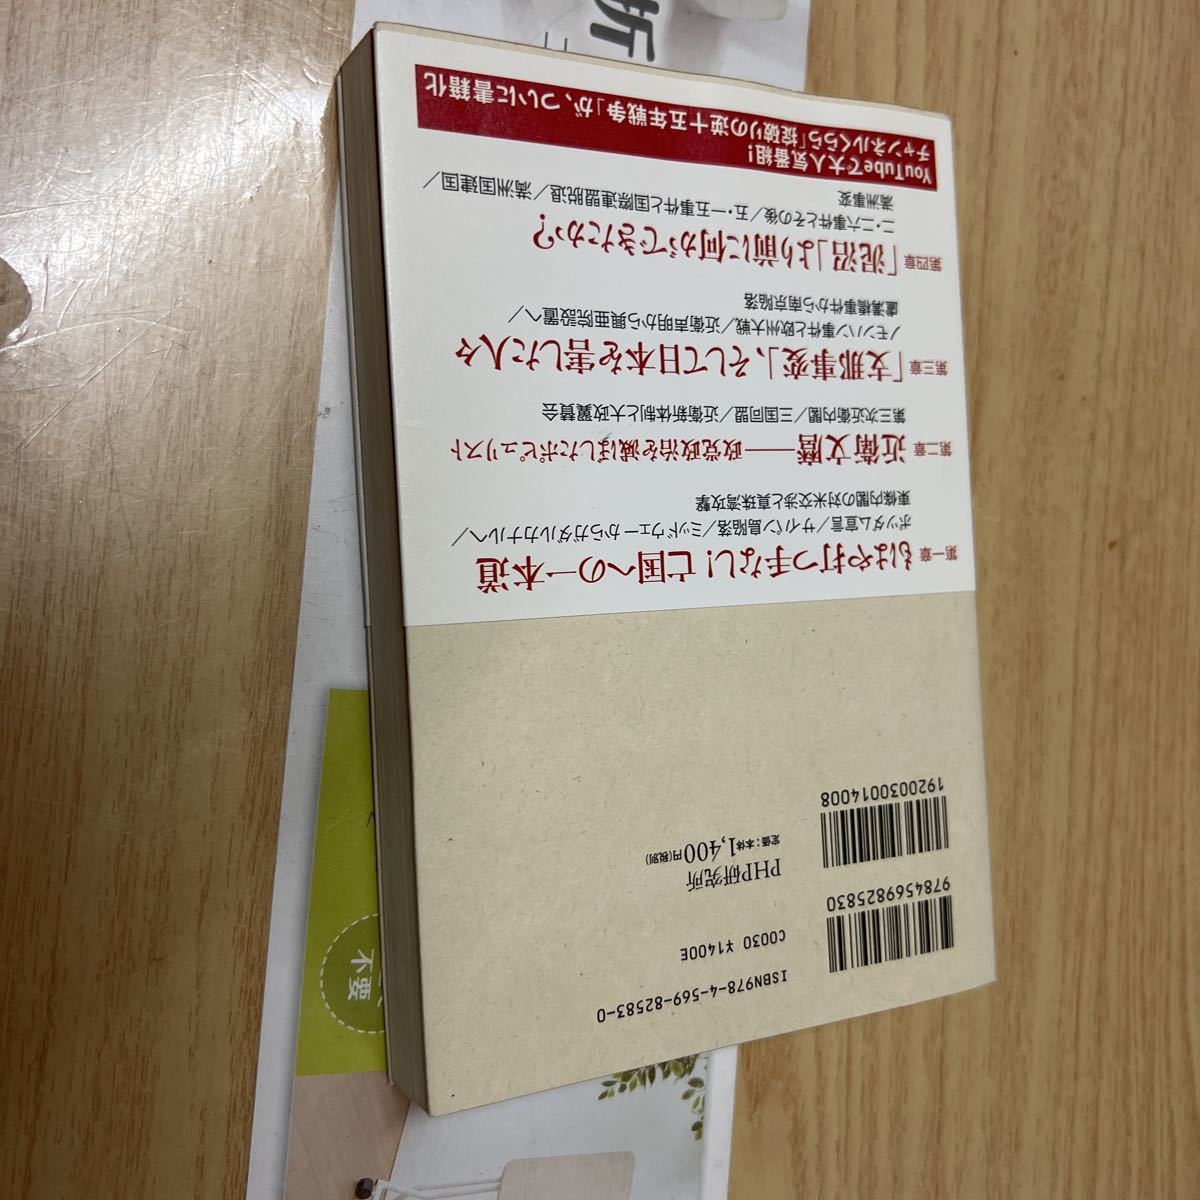 YouTubeで大人気番組!
チャンネルくらら「掟破りの逆十五年戦争」が、ついに書籍化
第一章 もはや打つ手なし! 亡国への一本道
ポツダム宣言／サイパン島陥落／ミッドウェーからガダルカナルへ／
東條内閣の対米交渉と真珠湾攻撃
第二章 近衛文麿――政党政治を滅ぼしたポピュリスト
第三次近衛内閣／三国同盟／近衛新体制と大政翼賛会
第三章 「支那事変」、そして日本を害した人々
ノモンハン事件と欧州大戦／近衛声明から興亜院設置へ／
盧溝橋事件から南京陥落
第四章 「泥沼」より前に何ができたか?
二・二六事件とその後／五・一五事件と国際連盟脱退／満洲国建国／
満洲事変
9784569825830
1920030014008
ISBN978-4-569-82583-0
C0030 ¥1400E
PHP研究所
定価:本体1,400円(税別)
不要
折